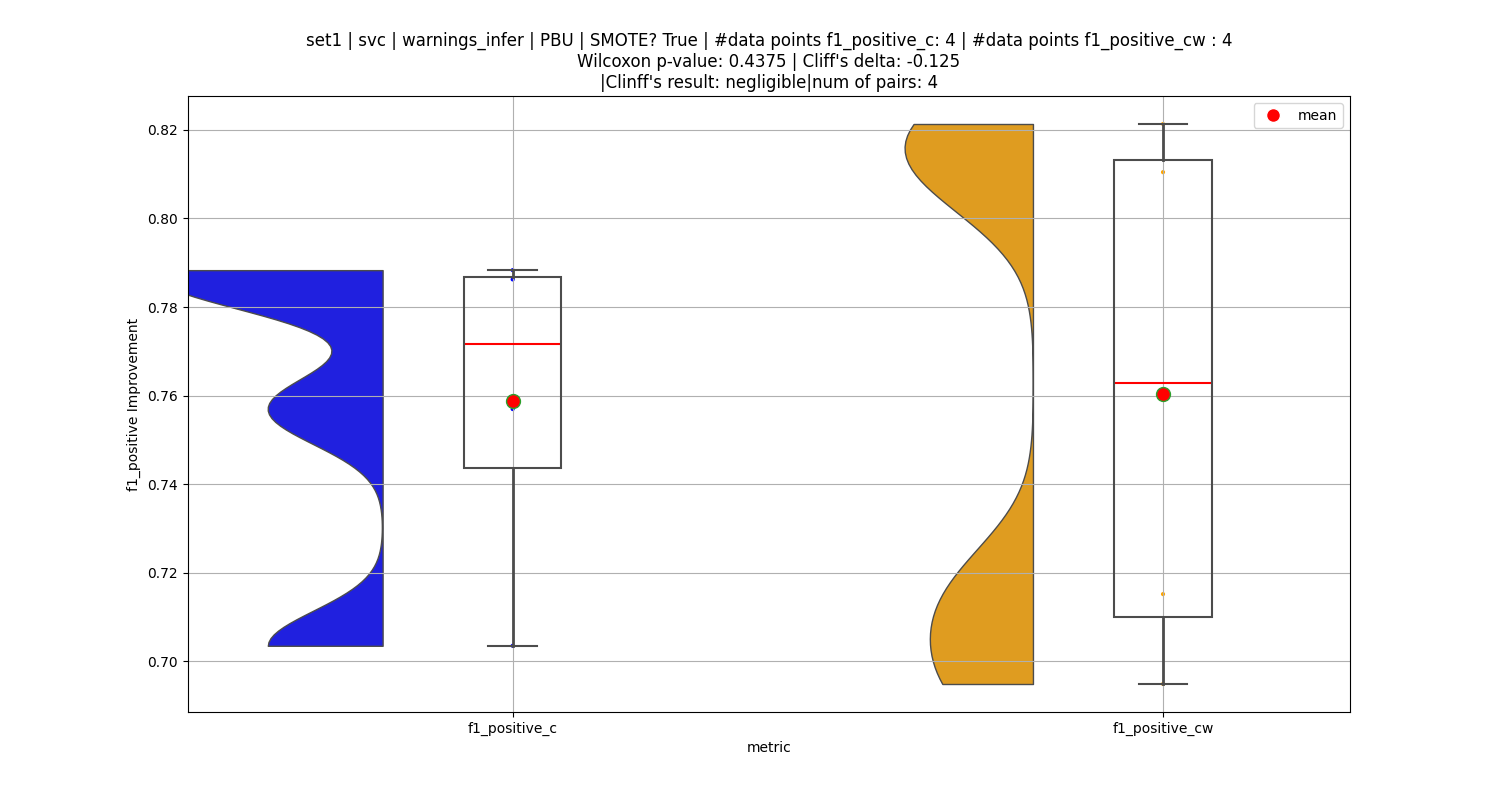 set1 | svc | warnings_infer | PBU | SMOTE? True | #data points f1_positive_c: 4 | #data points f1_positive_cw : 4
Wilcoxon p-value: 0.4375 | Cliff's delta: -0.125
|Clinff's result: negligible|num of pairs: 4
mean
0.82
0.80
0.78
0.76
0.74
0.72
0.70
f1_positive Improvement
f1_positive_c
f1_positive_cw
metric